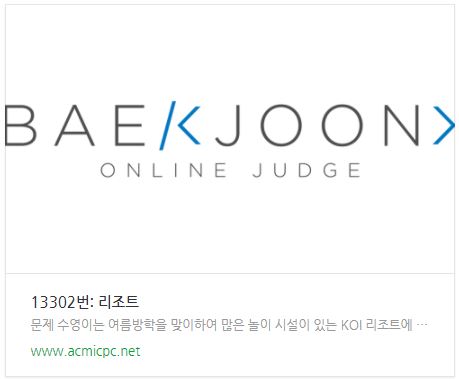 BAEKJOON>
ONLINE JUDGE
13302번: 리조트
문제 수영이는 여름방학을 맞이하여 많은 놀이 시설이 있는 KOI 리조트에 …
www.acmicpc.net